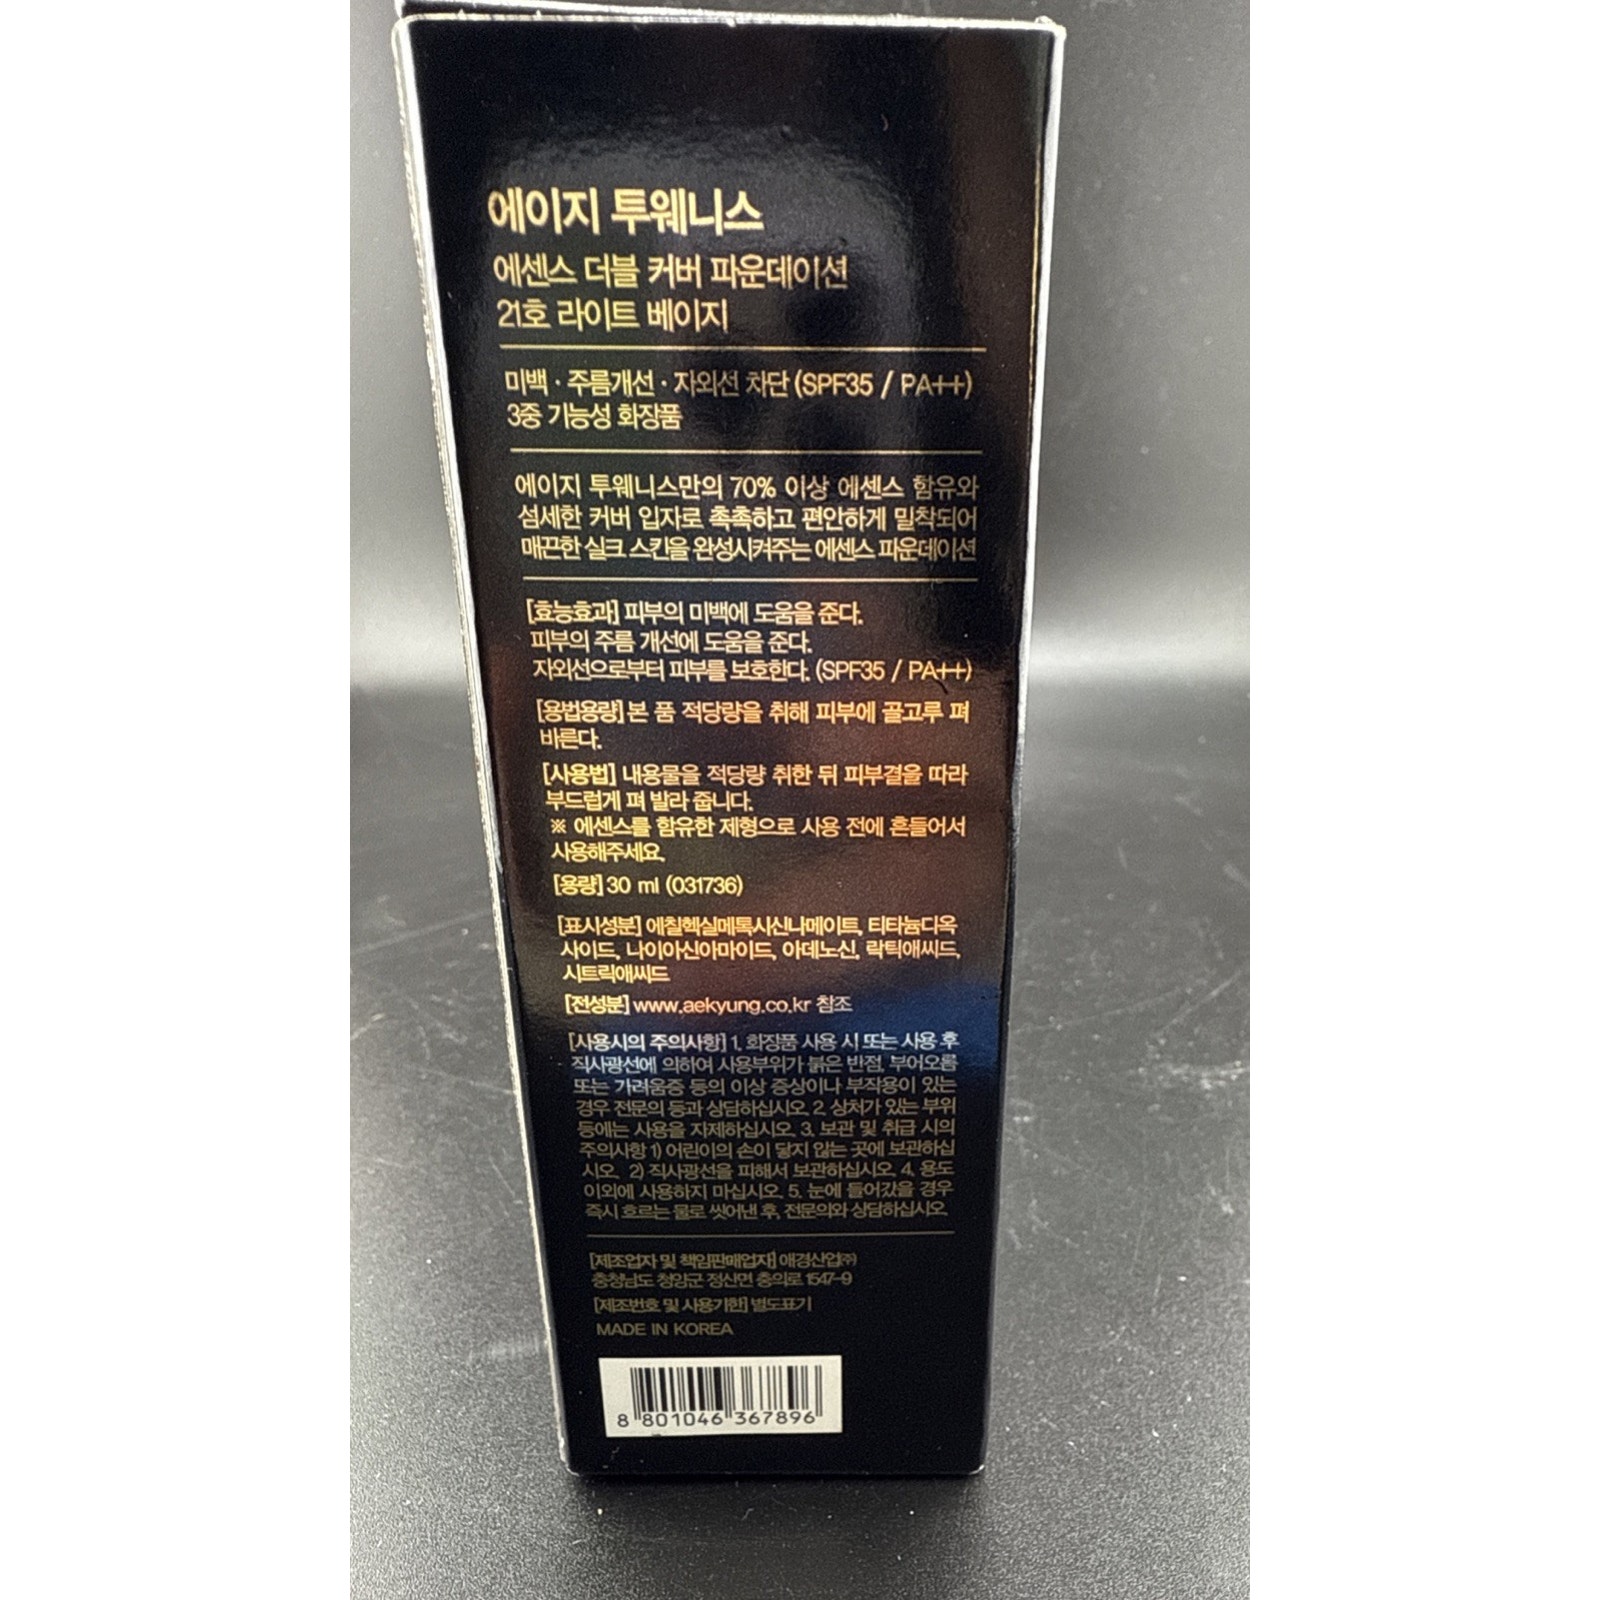 에이지 투웨니스
에센스 더블 커버 파운데이션
21호 라이트 베이지
미백 · 주름개선 · 자외선 차단 (SPF35 / PA++)
3중 기능성 화장품
에이지 투웨니스만의 70% 이상 에센스 함유와
섬세한 커버 입자로 촉촉하고 편안하게 밀착되어
매끈한 실크 스킨을 완성시켜주는 에센스 파운데이션
[효능효과] 피부의 미백에 도움을 준다.
피부의 주름 개선에 도움을 준다.
자외선으로부터 피부를 보호한다. (SPF35 / PA++)
[용법용량] 본 품 적당량을 취해 피부에 골고루 펴
바른다.
[사용법] 내용물을 적당량 취한 뒤 피부결을 따라
부드럽게 펴 발라 줍니다.
※ 에센스를 함유한 제형으로 사용 전에 흔들어서
사용해주세요.
[용량] 30 ml (031736)
[표시성분] 에칠헥실메톡시신나메이트, 티타늄디옥
사이드, 나이아신아마이드, 아데노신, 락틱애씨드,
시트릭애씨드
[전성분] www.aekyung.co.kr 참조
[사용시의 주의사항] 1. 화장품 사용 시 또는 사용 후
직사광선에 의하여 사용부위가 붉은 반점, 부어오름
또는 가려움증 등의 이상 증상이나 부작용이 있는
경우 전문의 등과 상담하십시오. 2. 상처가 있는 부위
등에는 사용을 자제하십시오. 3. 보관 및 취급 시의
주의사항 1) 어린이의 손이 닿지 않는 곳에 보관하십
시오. 2) 직사광선을 피해서 보관하십시오. 4. 용도
이외에 사용하지 마십시오. 5. 눈에 들어갔을 경우
즉시 흐르는 물로 씻어낸 후, 전문의와 상담하십시오.
[제조업자 및 책임판매업자] 애경산업㈜
충청남도 청양군 정산면 충의로 1547-9
[제조번호 및 사용기한] 별도표기
MADE IN KOREA
8 801046 367896